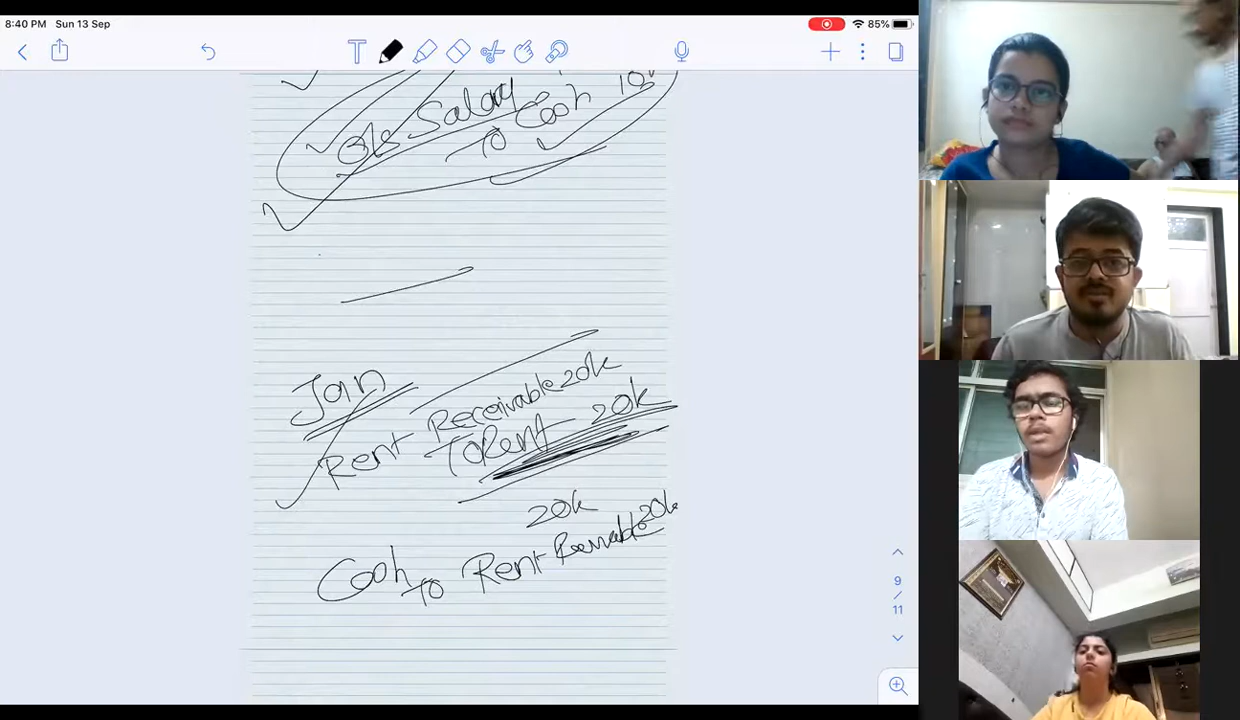 8:40 PM Sun 13 Sep
85%
T
O/s Salary
To Cash 10k
Jan
Rent Receivable 20k
To Rent 20k
20k
Cash To Rent Receivable 20k
9
/
11